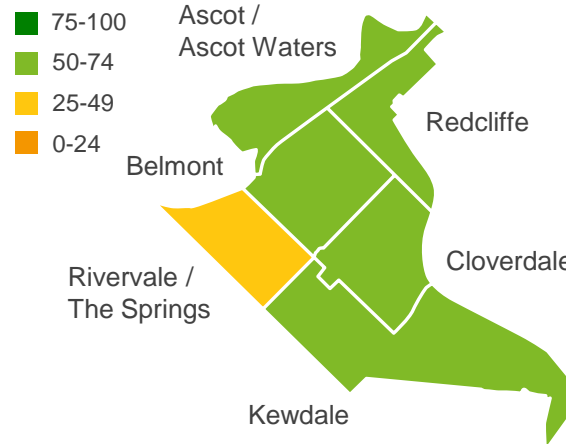 75-100
50-74
25-49
0-24
Ascot /
Ascot Waters
Redcliffe
Belmont
Cloverdale
Rivervale /
The Springs
Kewdale